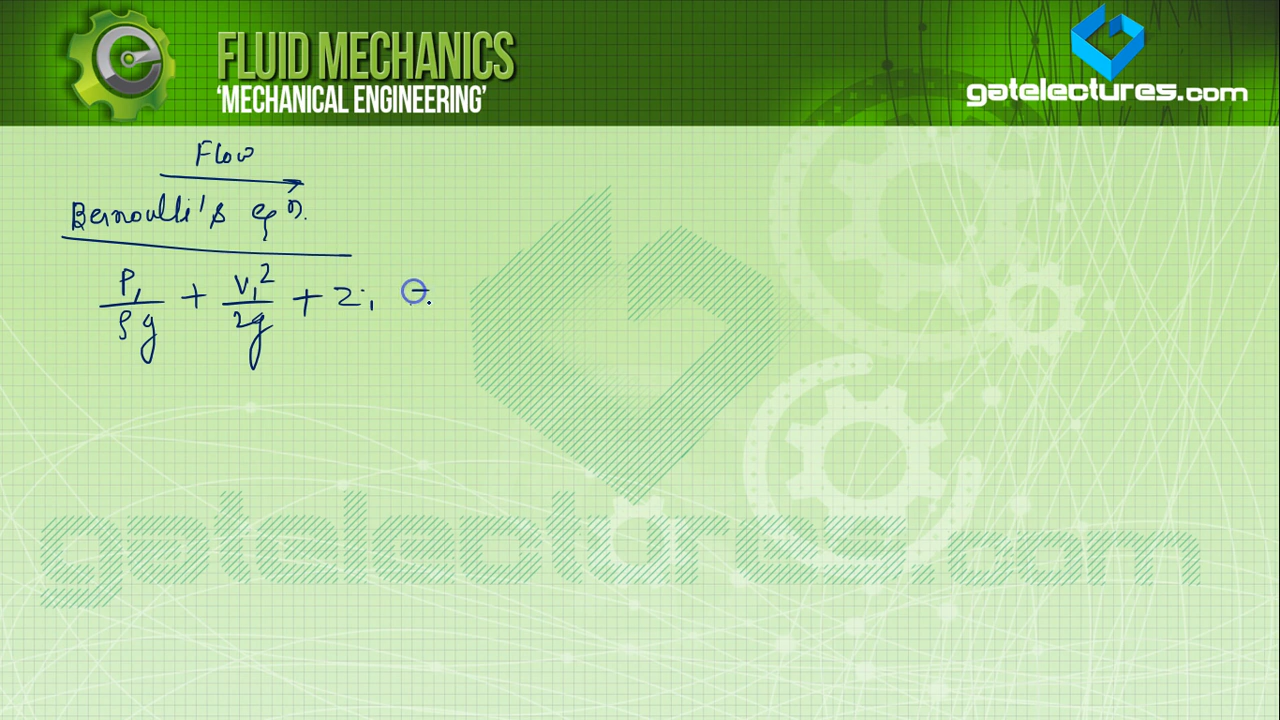 FLUID MECHANICS
'MECHANICAL ENGINEERING'
gatelectures.com
Flow
Bernoulli's eqn.
P₁/ρg + V₁²/2g + Z₁ =
gatelectures.com